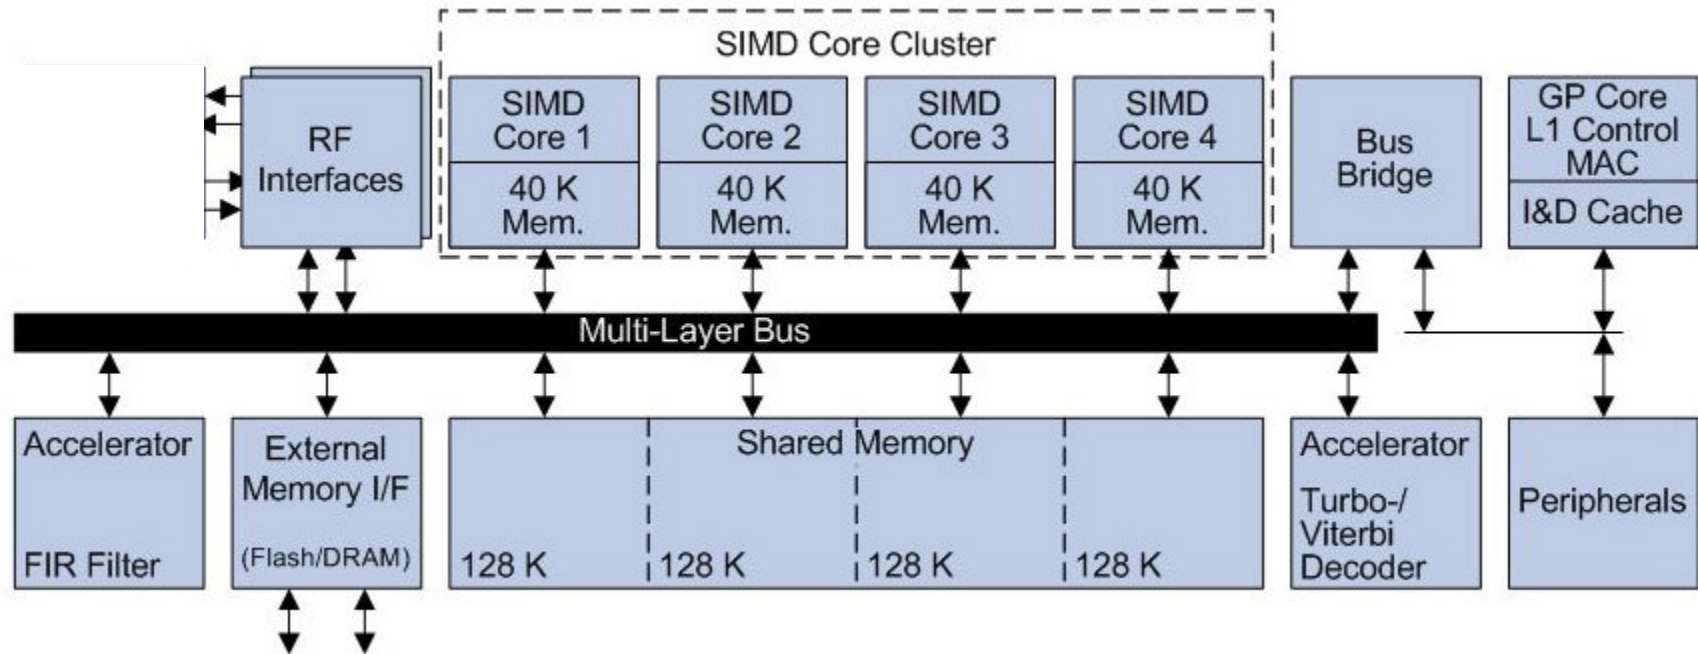 SIMD Core Cluster
RF
Interfaces
SIMD
Core 1
40 K
Mem.
SIMD
Core 2
40 K
Mem.
SIMD
Core 3
40 K
Mem.
SIMD
Core 4
40 K
Mem.
Bus
Bridge
GP Core
L1 Control
MAC
I&D Cache
Multi-Layer Bus
Accelerator
FIR Filter
External
Memory I/F
(Flash/DRAM)
Shared Memory
128 K
128 K
128 K
128 K
Accelerator
Turbo-/
Viterbi
Decoder
Peripherals